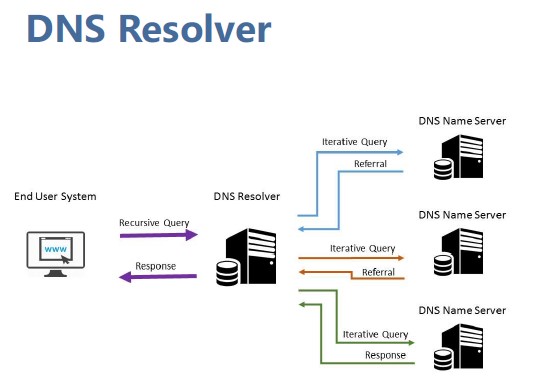 DNS Resolver
DNS Name Server
Iterative Query
Referral
End User System
DNS Resolver
Recursive Query
www
Response
DNS Name Server
Iterative Query
Referral
DNS Name Server
Iterative Query
Response